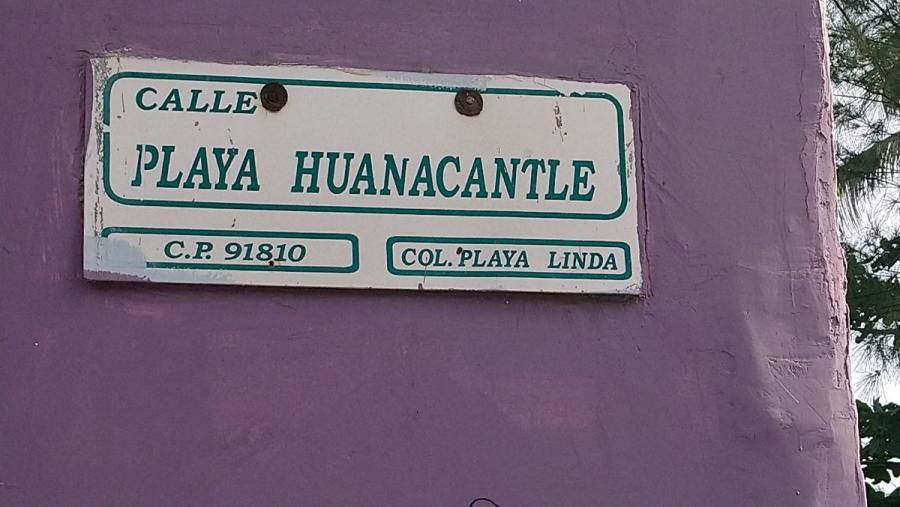 CALLE
PLAYA HUANACANTLE
C.P. 91810
COL. PLAYA LINDA